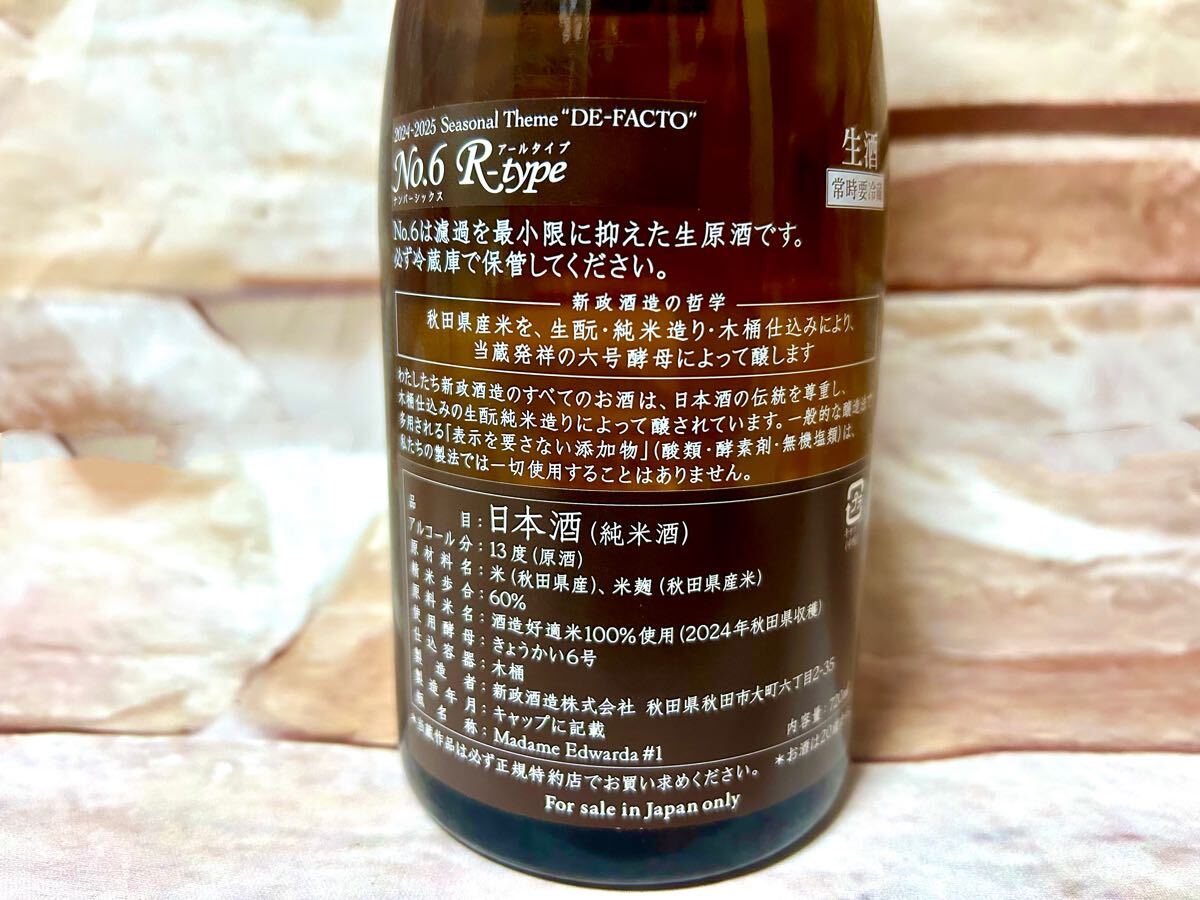 2024-2025 Seasonal Theme "DE-FACTO"
アールタイプ
No.6 R-type
ナンバーシックス
生酒
常時要冷蔵
No.6は濾過を最小限に抑えた生原酒です。
必ず冷蔵庫で保管してください。
新政酒造の哲学
秋田県産米を、生酛・純米造り・木桶仕込みにより、
当蔵発祥の六号酵母によって醸します
わたしたち新政酒造のすべてのお酒は、日本酒の伝統を尊重し、
木桶仕込みの生酛純米造りによって醸されています。一般的な醸造法で
多用される「表示を要さない添加物」(酸類・酵素剤・無機塩類)は、
私たちの製法では一切使用することはありません。
品目:日本酒(純米酒)
アルコール分:13度(原酒)
原材料名:米(秋田県産)、米麹(秋田県産米)
精米歩合:60%
原料米名:酒造好適米100%使用(2024年秋田県収穫)
使用酵母:きょうかい6号
仕込容器:木桶
製造者:新政酒造株式会社 秋田県秋田市大町六丁目2-35
製造年月:キャップに記載 内容量:720ml
名称:Madame Edwarda #1
作品は必ず正規特約店でお買い求めください。 *お酒は20歳
For sale in Japan only